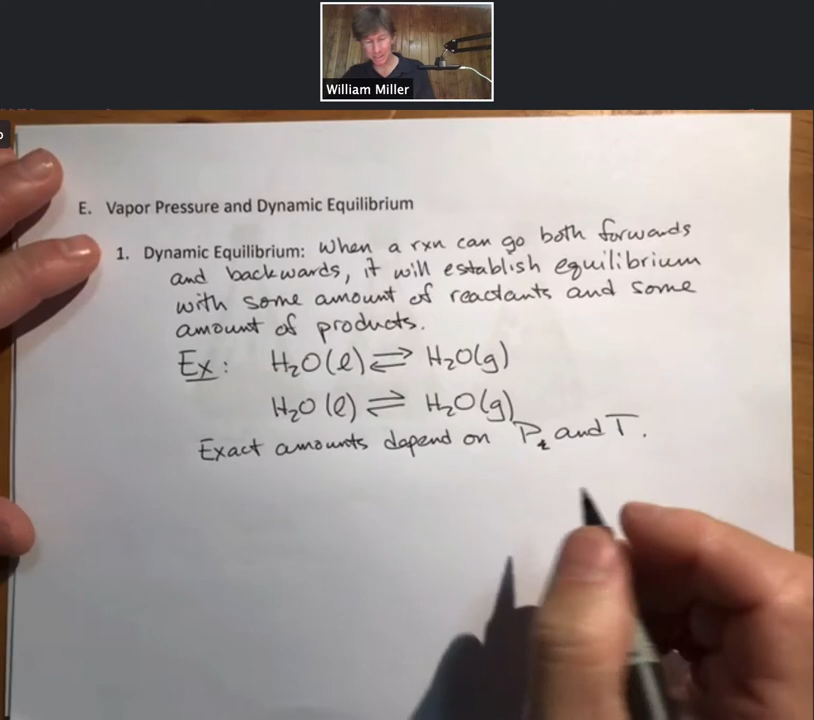 William Miller
E. Vapor Pressure and Dynamic Equilibrium
1. Dynamic Equilibrium: When a rxn can go both forwards
and backwards, it will establish equilibrium
with some amount of reactants and some
amount of products.
Ex: H₂O(l) ⇄ H₂O(g)
H₂O(l) ⇌ H₂O(g)
Exact amounts depend on P and T.